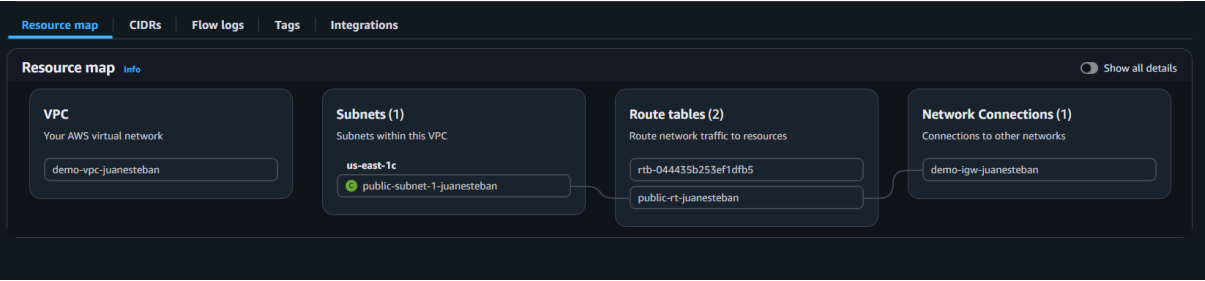 Resource map CIDRs Flow logs Tags Integrations
Resource map Info
Show all details
VPC
Your AWS virtual network
demo-vpc-juanesteban
Subnets (1)
Subnets within this VPC
us-east-1c
C public-subnet-1-juanesteban
Route tables (2)
Route network traffic to resources
rtb-044435b253ef1dfb5
public-rt-juanesteban
Network Connections (1)
Connections to other networks
demo-igw-juanesteban